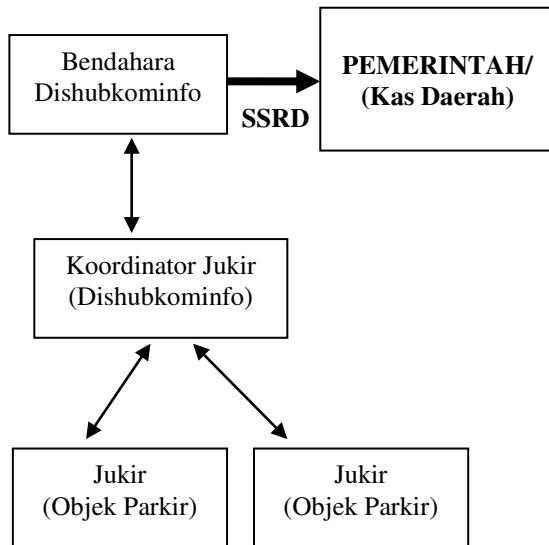 Bendahara
Dishubkominfo
SSRD
PEMERINTAH/
(Kas Daerah)
Koordinator Jukir
(Dishubkominfo)
Jukir
(Objek Parkir)
Jukir
(Objek Parkir)